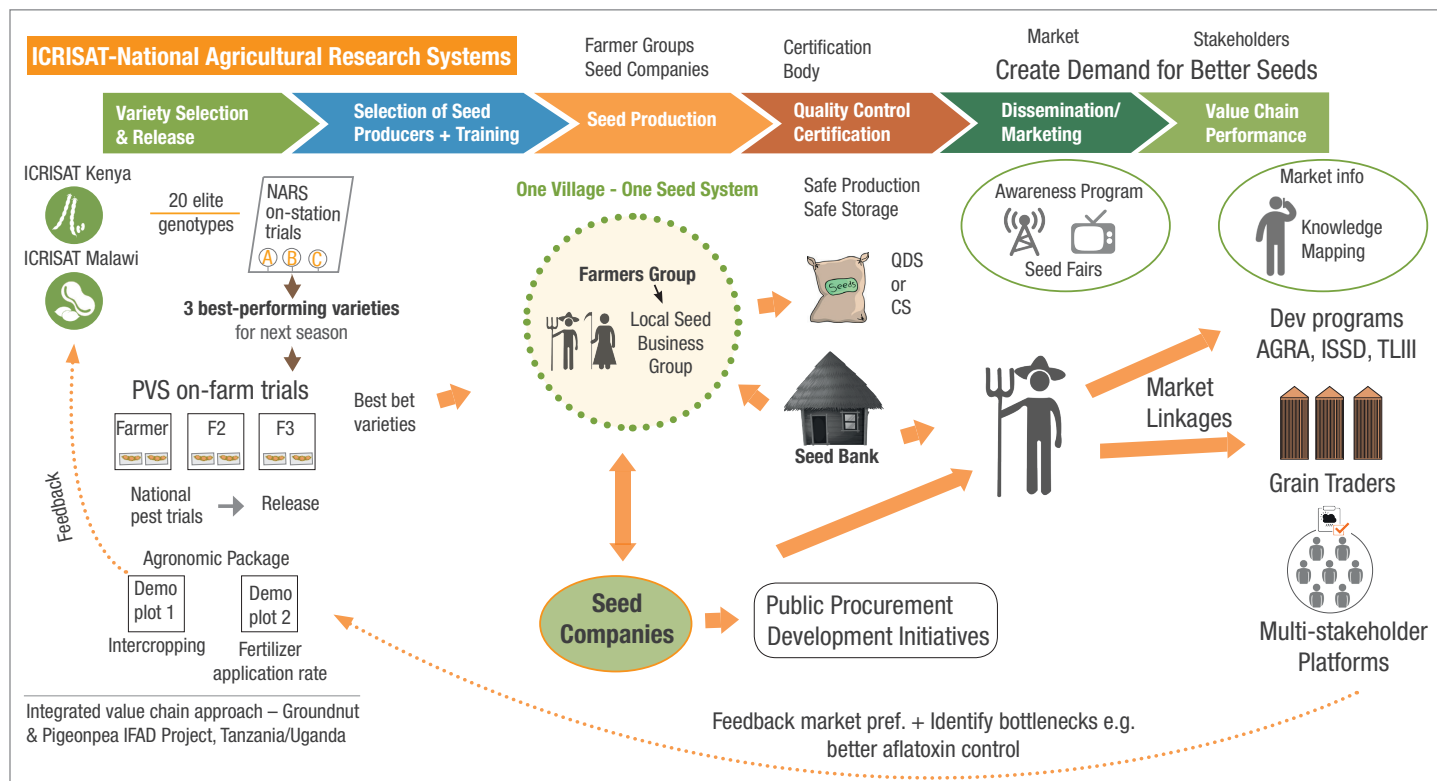 ICRISAT-National Agricultural Research Systems
Farmer Groups
Seed Companies
Certification
Body
Market
Stakeholders
Create Demand for Better Seeds
Variety Selection
& Release
Selection of Seed
Producers + Training
Seed Production
Quality Control
Certification
Dissemination/
Marketing
Value Chain
Performance
ICRISAT Kenya
20 elite
genotypes
ICRISAT Malawi
NARS
on-station
trials
A B C
3 best-performing varieties
for next season
PVS on-farm trials
Farmer
F2
F3
National
pest trials
Release
Best bet
varieties
Feedback
Agronomic Package
Demo
plot 1
Intercropping
Demo
plot 2
Fertilizer
application rate
Integrated value chain approach – Groundnut
& Pigeonpea IFAD Project, Tanzania/Uganda
One Village - One Seed System
Farmers Group
Local Seed
Business
Group
Seed
Companies
Safe Production
Safe Storage
Seeds
QDS
or
CS
Seed Bank
Public Procurement
Development Initiatives
Awareness Program
Seed Fairs
Market info
Knowledge
Mapping
Market
Linkages
Dev programs
AGRA, ISSD, TLIII
Grain Traders
Multi-stakeholder
Platforms
Feedback market pref. + Identify bottlenecks e.g.
better aflatoxin control